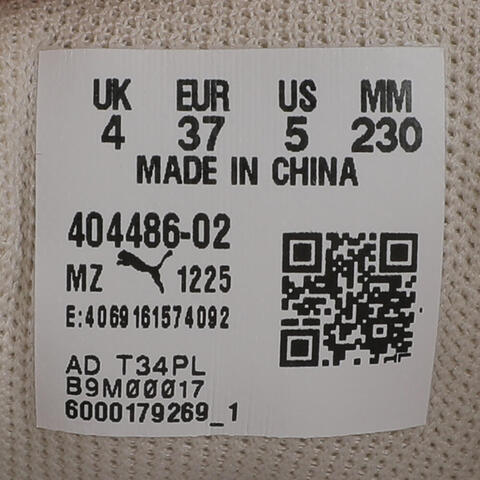 UK EUR US MM
4 37 5 230
MADE IN CHINA
404486-02
MZ 1225
E:4069161574092
AD T34PL
B9M00017
6000179269_1